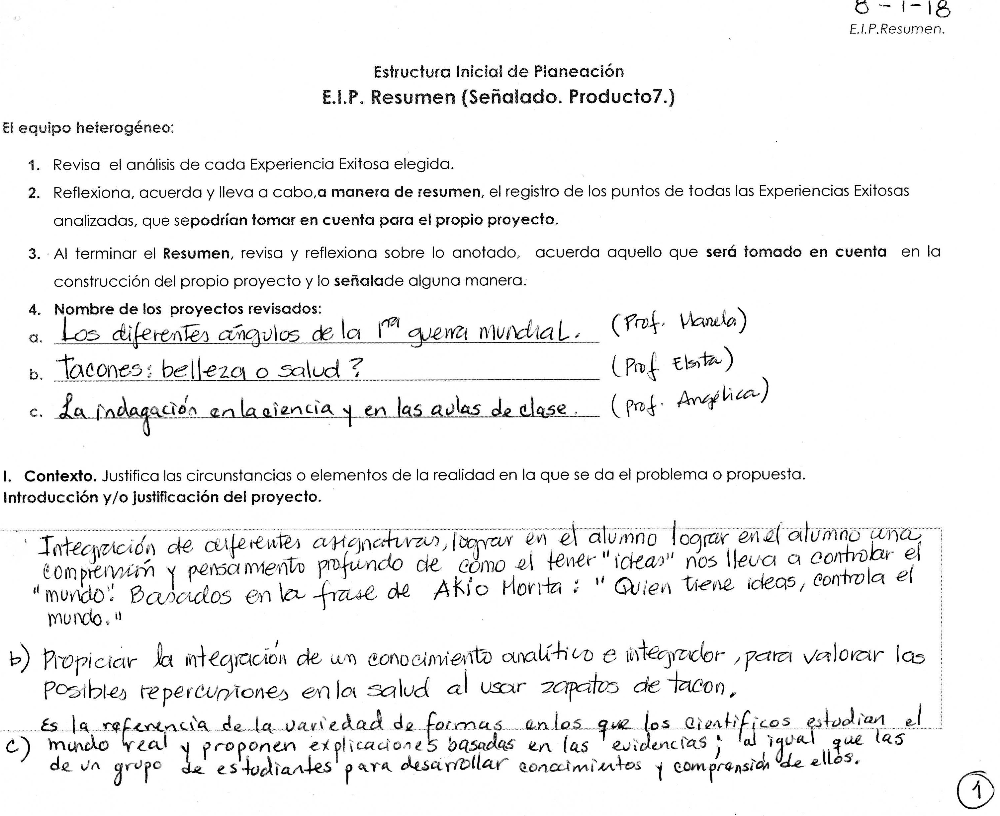 8-1-18
E.I.P.Resumen.
Estructura Inicial de Planeación
E.I.P. Resumen (Señalado. Producto7.)
El equipo heterogéneo:
1. Revisa el análisis de cada Experiencia Exitosa elegida.
2. Reflexiona, acuerda y lleva a cabo,a manera de resumen, el registro de los puntos de todas las Experiencias Exitosas
analizadas, que sepodrían tomar en cuenta para el propio proyecto.
3. Al terminar el Resumen, revisa y reflexiona sobre lo anotado, acuerda aquello que será tomado en cuenta en la
construcción del propio proyecto y lo señalade alguna manera.
4. Nombre de los proyectos revisados:
a. Los diferentes ángulos de la 1ra guerra mundial. (Prof. Manela)
b. Tacones: belleza o salud? (Prof Elsita)
c. La indagación en la ciencia y en las aulas de clase. (Prof. Angélica)
I. Contexto. Justifica las circunstancias o elementos de la realidad en la que se da el problema o propuesta.
Introducción y/o justificación del proyecto.
Integración de diferentes asignaturas, lograr en el alumno lograr en el alumno una
comprensión y pensamiento profundo de cómo el tener "ideas" nos lleva a controlar el
"mundo". Basados en la frase de Akio Morita: "Quien tiene ideas, controla el
mundo."
b) Propiciar la integración de un conocimiento analítico e integrador, para valorar las
posibles repercusiones en la salud al usar zapatos de tacon.
Es la referencia de la variedad de formas en los que los científicos estudian el
c) mundo real y proponen explicaciones basadas en las evidencias; al igual que las
de un grupo de estudiantes para desarrollar conocimientos y comprensión de ellos.
1